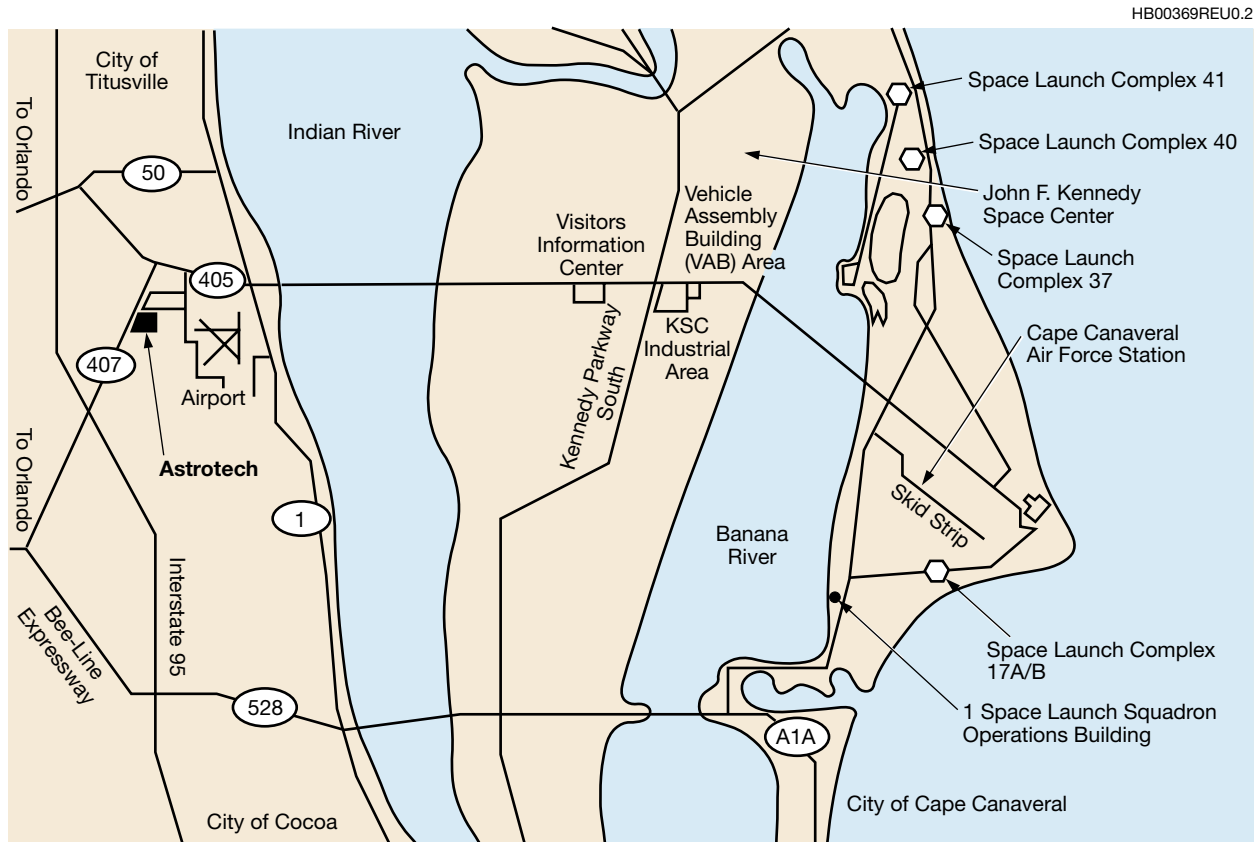 HB00369REU0.2
City of
Titusville
To Orlando
Indian River
50
Space Launch Complex 41
Space Launch Complex 40
John F. Kennedy
Space Center
Vehicle
Assembly
Building
(VAB) Area
Visitors
Information
Center
Space Launch
Complex 37
405
KSC
Industrial
Area
Kennedy Parkway
South
Cape Canaveral
Air Force Station
407
Airport
To Orlando
Astrotech
Skid Strip
1
Banana
River
Interstate 95
Bee-Line
Expressway
Space Launch Complex
17A/B
528
1 Space Launch Squadron
Operations Building
A1A
City of Cape Canaveral
City of Cocoa